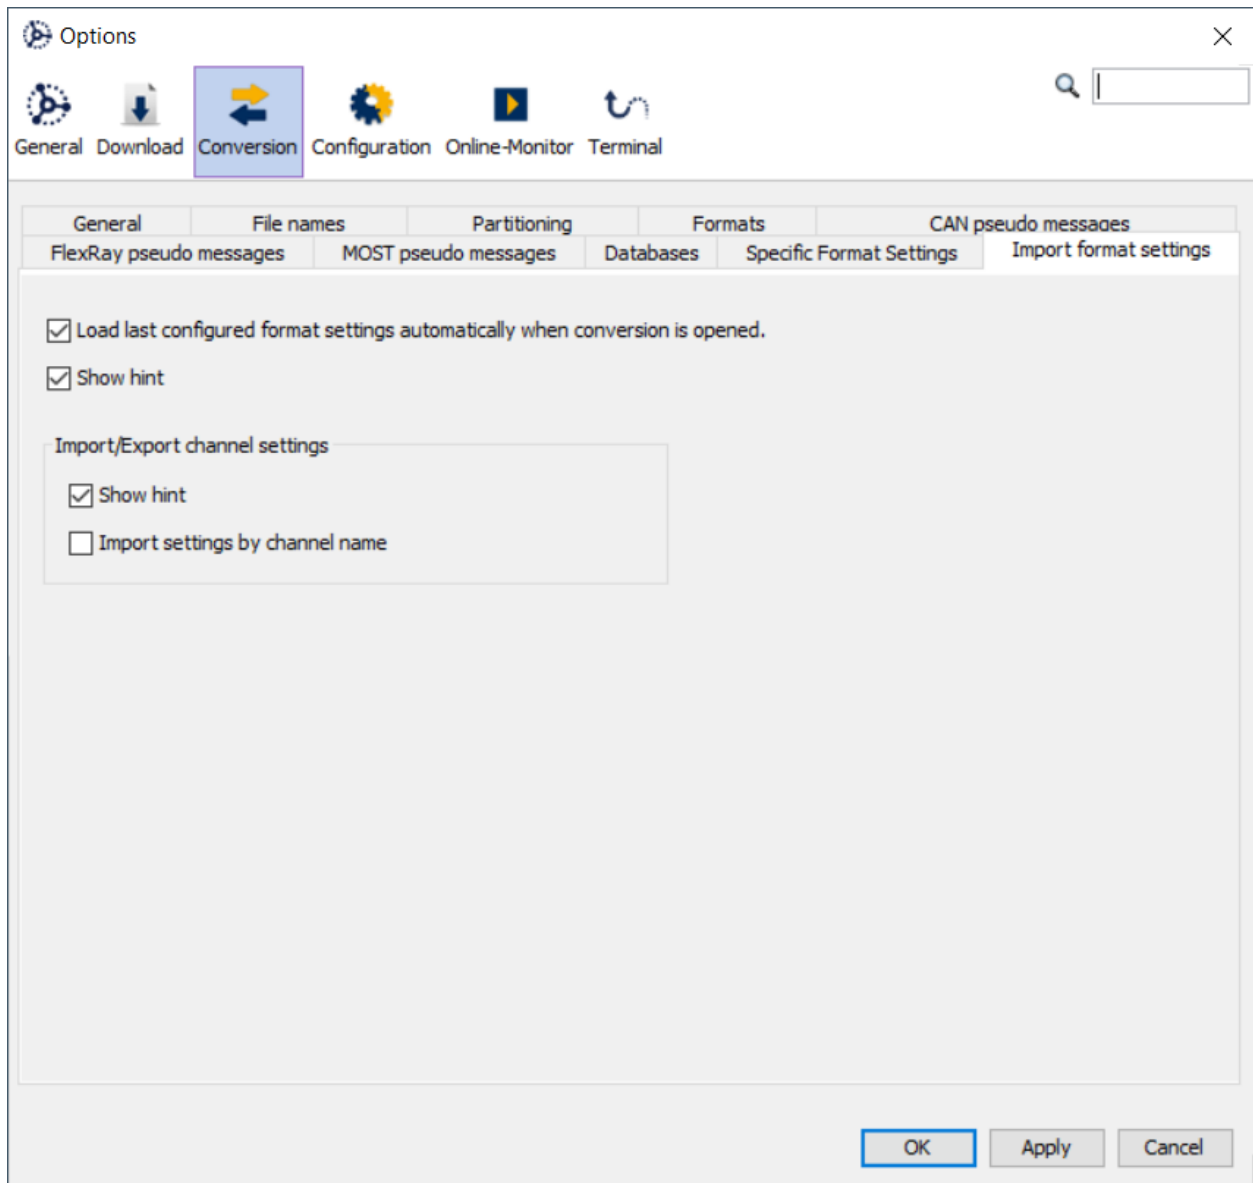 Options
General Download Conversion Configuration Online-Monitor Terminal
General File names Partitioning Formats CAN pseudo messages
FlexRay pseudo messages MOST pseudo messages Databases Specific Format Settings Import format settings
Load last configured format settings automatically when conversion is opened.
Show hint
Import/Export channel settings
Show hint
Import settings by channel name
OK Apply Cancel